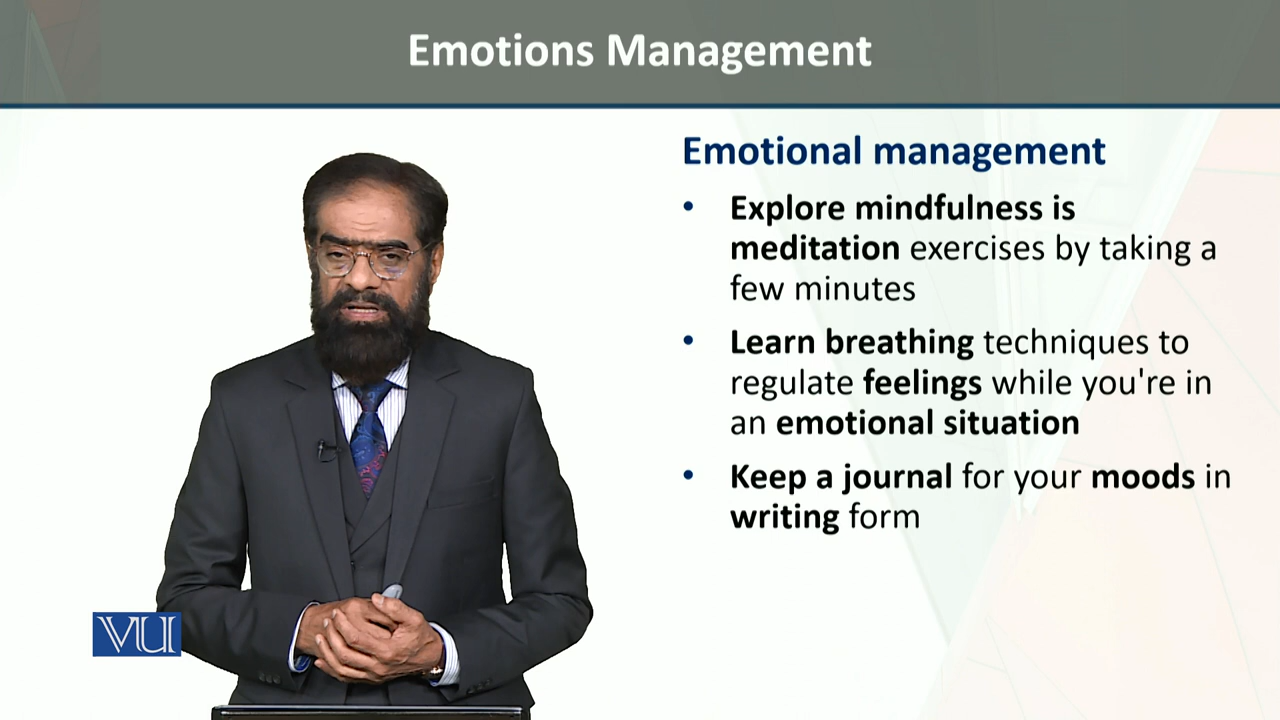 Emotions Management
Emotional management
• Explore mindfulness is
meditation exercises by taking a
few minutes
• Learn breathing techniques to
regulate feelings while you're in
an emotional situation
• Keep a journal for your moods in
writing form
VU